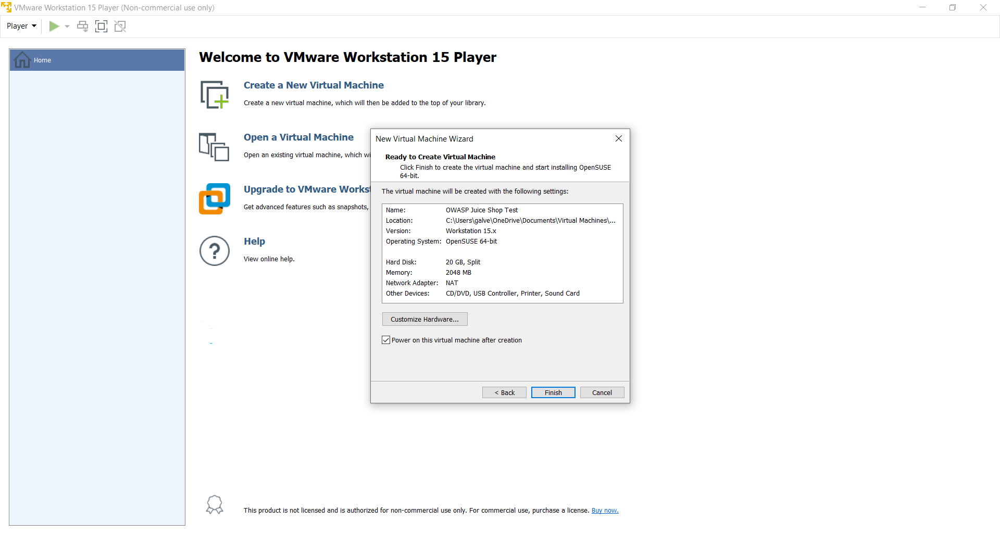 VMware Workstation 15 Player (Non-commercial use only)
Player
Home
Welcome to VMware Workstation 15 Player
Create a New Virtual Machine
Create a new virtual machine, which will then be added to the top of your library.
Open a Virtual Machine
Open an existing virtual machine, which wi
Upgrade to VMware Workst
Get advanced features such as snapshots,
Help
View online help.
New Virtual Machine Wizard
Ready to Create Virtual Machine
Click Finish to create the virtual machine and start installing OpenSUSE
64-bit.
The virtual machine will be created with the following settings:
Name: OWASP Juice Shop Test
Location: C:\Users\galve\OneDrive\Documents\Virtual Machines\...
Version: Workstation 15.x
Operating System: OpenSUSE 64-bit
Hard Disk: 20 GB, Split
Memory: 2048 MB
Network Adapter: NAT
Other Devices: CD/DVD, USB Controller, Printer, Sound Card
Customize Hardware...
Power on this virtual machine after creation
< Back Finish Cancel
This product is not licensed and is authorized for non-commercial use only. For commercial use, purchase a license. Buy now.